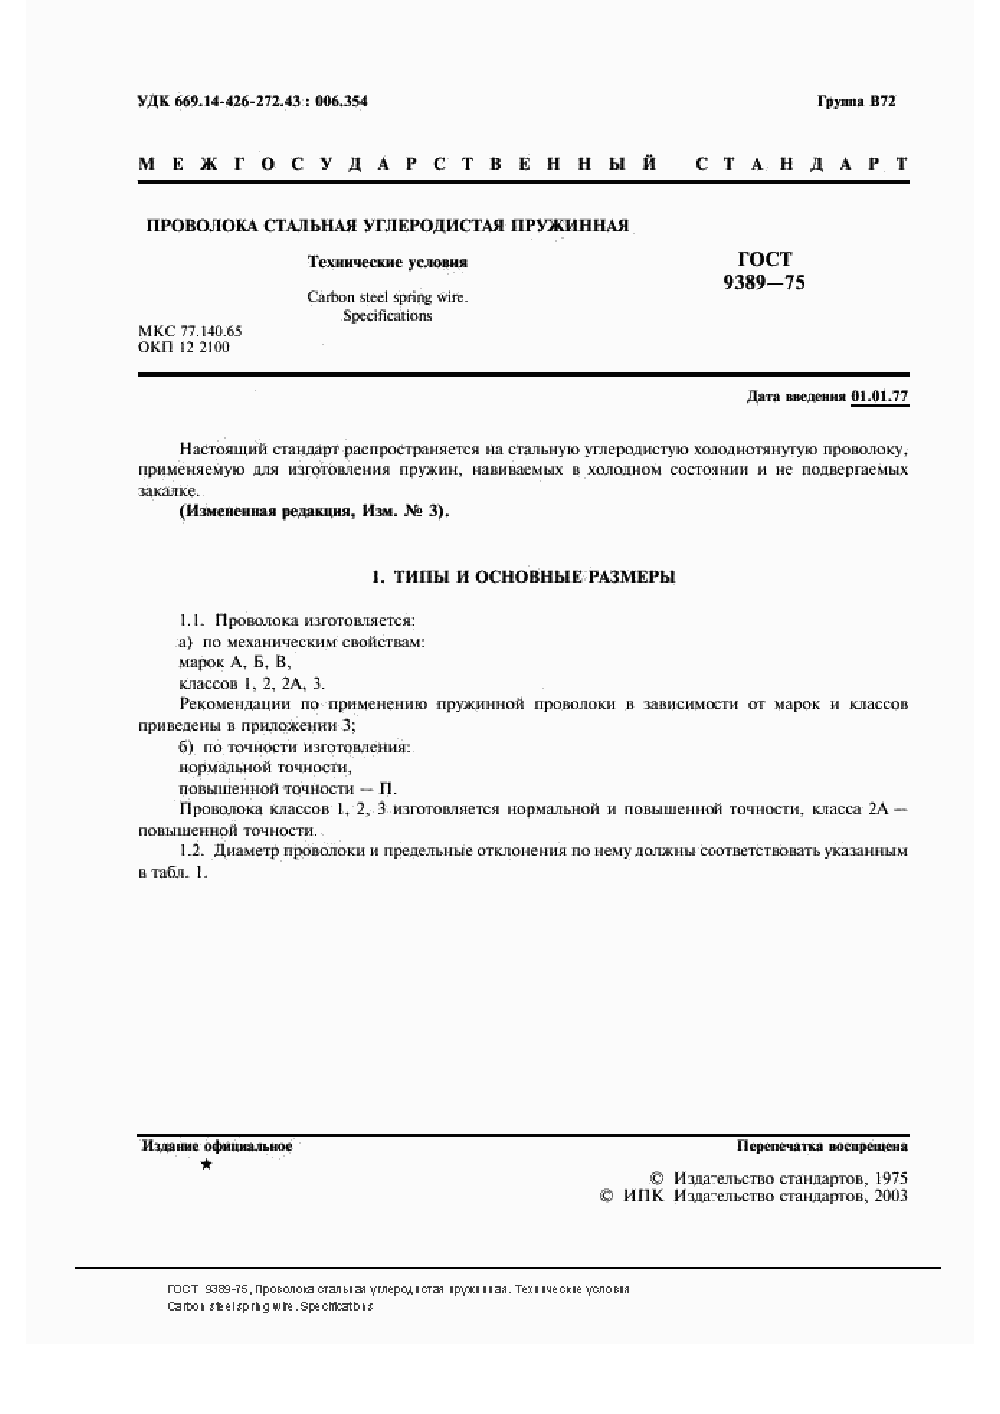 УДК 669.14-426-272.43 : 006.354 Группа В72
МЕЖГОСУДАРСТВЕННЫЙ СТАНДАРТ
ПРОВОЛОКА СТАЛЬНАЯ УГЛЕРОДИСТАЯ ПРУЖИННАЯ
Технические условия
ГОСТ
9389—75
Carbon steel spring wire.
Specifications
МКС 77.140.65
ОКП 12 2100
Дата введения 01.01.77
Настоящий стандарт распространяется на стальную углеродистую холоднотянутую проволоку,
применяемую для изготовления пружин, навиваемых в холодном состоянии и не подвергаемых
закалке.
(Измененная редакция, Изм. № 3).
1. ТИПЫ И ОСНОВНЫЕ РАЗМЕРЫ
1.1. Проволока изготовляется:
а) по механическим свойствам:
марок А, Б, В,
классов 1, 2, 2А, 3.
Рекомендации по применению пружинной проволоки в зависимости от марок и классов
приведены в приложении 3;
б) по точности изготовления:
нормальной точности,
повышенной точности — П.
Проволока классов 1, 2, 3 изготовляется нормальной и повышенной точности, класса 2А —
повышенной точности.
1.2. Диаметр проволоки и предельные отклонения по нему должны соответствовать указанным
в табл. 1.
Издание официальное Перепечатка воспрещена
★
© Издательство стандартов, 1975
© ИПК Издательство стандартов, 2003
ГОСТ 9389-75, Проволока стальная углеродистая пружинная. Технические условия
Carbon steel spring wire. Specifications